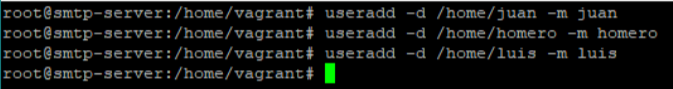 root@smtp-server:/home/vagrant# useradd -d /home/juan -m juan
root@smtp-server:/home/vagrant# useradd -d /home/homero -m homero
root@smtp-server:/home/vagrant# useradd -d /home/luis -m luis
root@smtp-server:/home/vagrant#